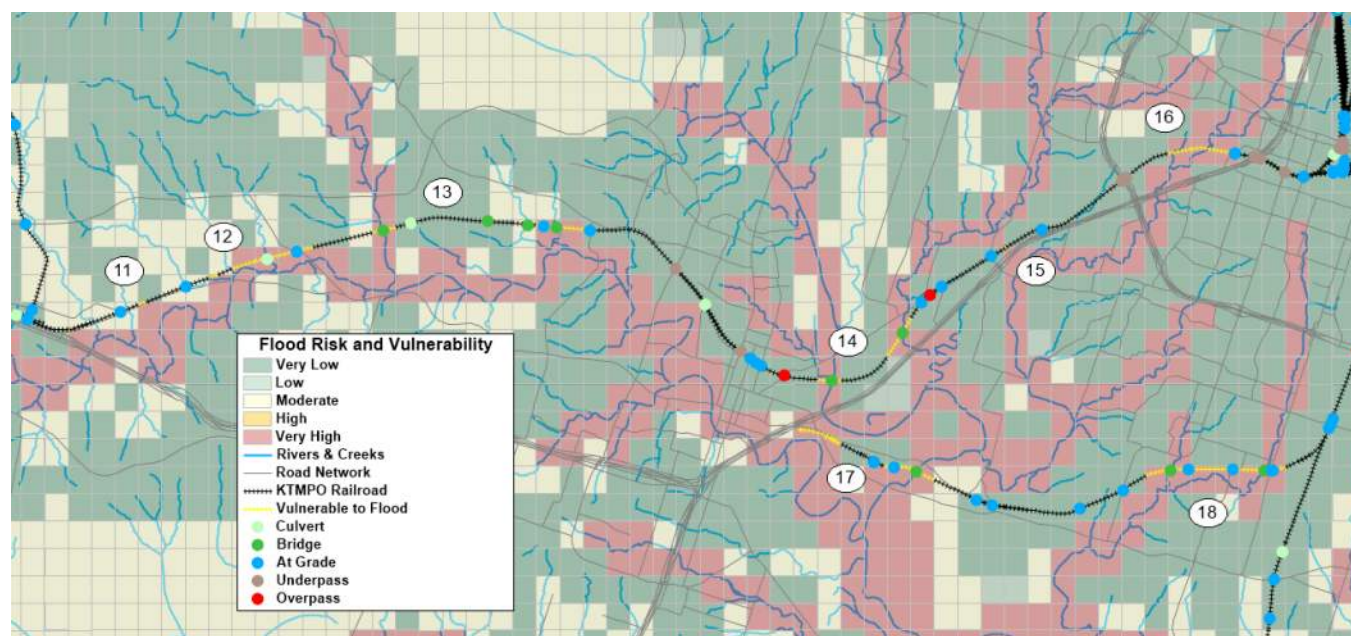 16
13
12
11
15
14
17
18
Flood Risk and Vulnerability
Very Low
Low
Moderate
High
Very High
Rivers & Creeks
Road Network
KTMPO Railroad
Vulnerable to Flood
Culvert
Bridge
At Grade
Underpass
Overpass